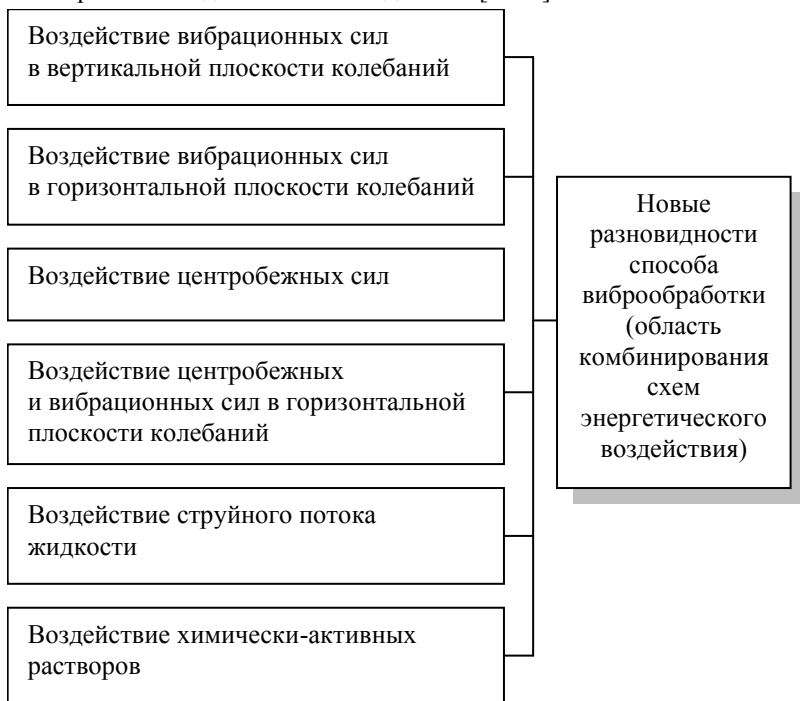 Воздействие вибрационных сил
в вертикальной плоскости колебаний
Воздействие вибрационных сил
в горизонтальной плоскости колебаний
Воздействие центробежных сил
Воздействие центробежных
и вибрационных сил в горизонтальной
плоскости колебаний
Воздействие струйного потока
жидкости
Воздействие химически-активных
растворов
Новые
разновидности
способа
виброобработки
(область
комбинирования
схем
энергетического
воздействия)